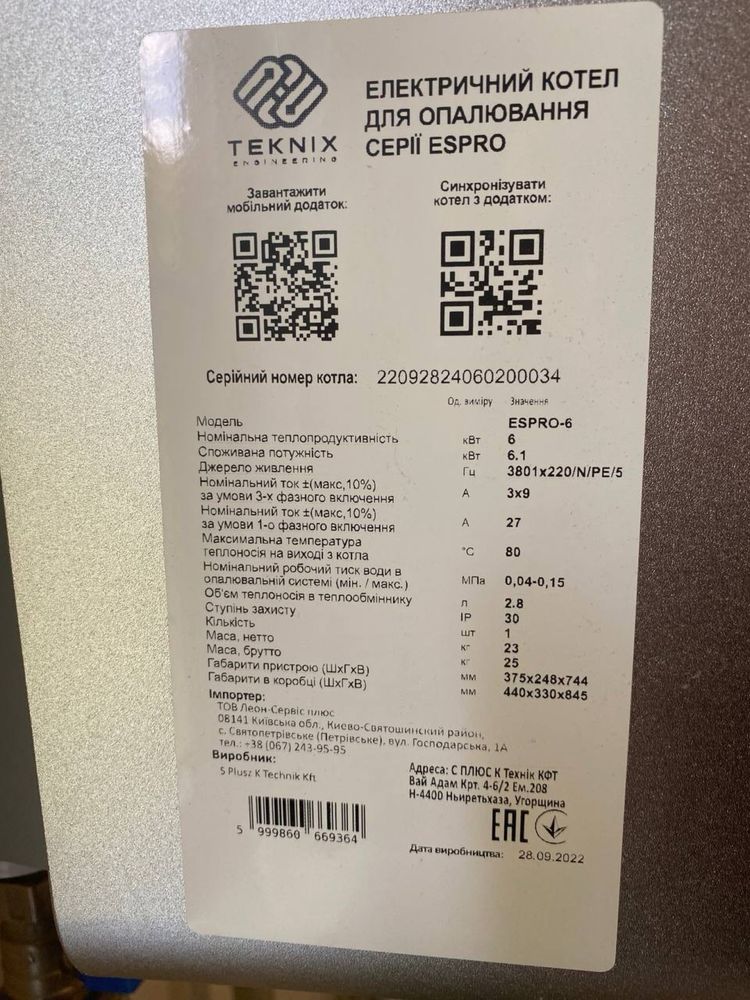 TEKNIX
ENGINEERING
ЕЛЕКТРИЧНИЙ КОТЕЛ
ДЛЯ ОПАЛЮВАННЯ
СЕРІЇ ESPRO
Завантажити
мобільний додаток:
Синхронізувати
котел з додатком:
Серійний номер котла: 22092824060200034
Од. виміру Значення
Модель ESPRO-6
Номінальна теплопродуктивність кВт 6
Споживана потужність кВт 6.1
Джерело живлення Гц 3801x220/N/PE/5
Номінальний ток ±(макс,10%)
за умови 3-х фазного включення А 3x9
Номінальний ток ±(макс,10%)
за умови 1-о фазного включення А 27
Максимальна температура
теплоносія на виході з котла °C 80
Номінальний робочий тиск води в
опалювальній системі (мін. / макс.) МПа 0,04-0,15
Об'єм теплоносія в теплообміннику л 2.8
Ступінь захисту IP 30
Кількість шт 1
Маса, нетто кг 23
Маса, брутто кг 25
Габарити пристрою (ШхГхВ) мм 375x248x744
Габарити в коробці (ШхГхВ) мм 440x330x845
Імпортер:
ТОВ Леон-Сервіс плюс
08141 Київська обл., Києво-Святошинський район,
с. Святопетрівське (Петрівське), вул. Господарська, 1А
тел.: +38 (067) 243-95-95
Виробник:
S Plusz K Technik Kft
Адреса: С ПЛЮС К Технік КФТ
Вай Адам Крт. 4-6/2 Ем.208
Н-4400 Ньиретьхаза, Угорщина
5 999860 669364
EAC
Дата виробництва: 28.09.2022